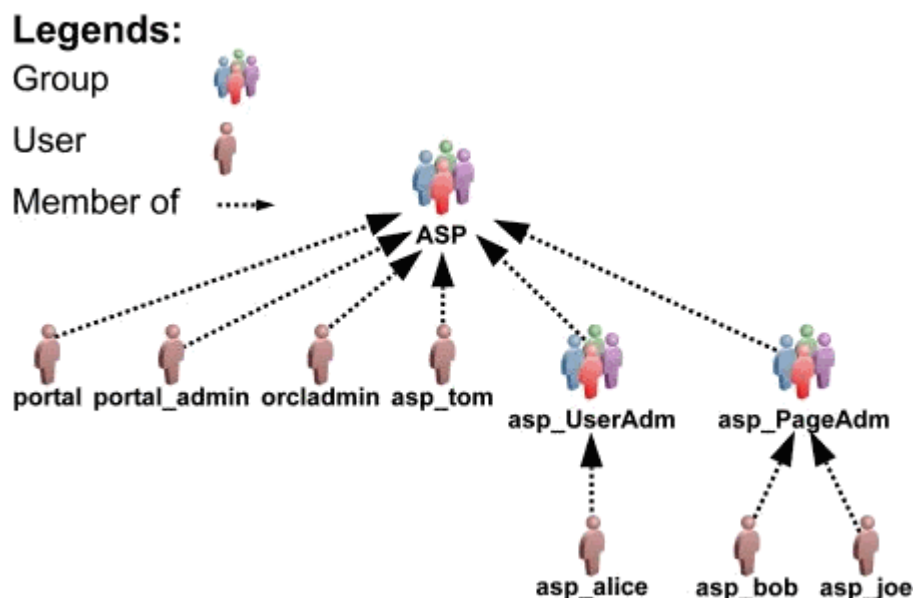 Legends:
Group
User
Member of
ASP
portal portal_admin orcladmin asp_tom
asp_UserAdm asp_PageAdm
asp_alice asp_bob asp_joe